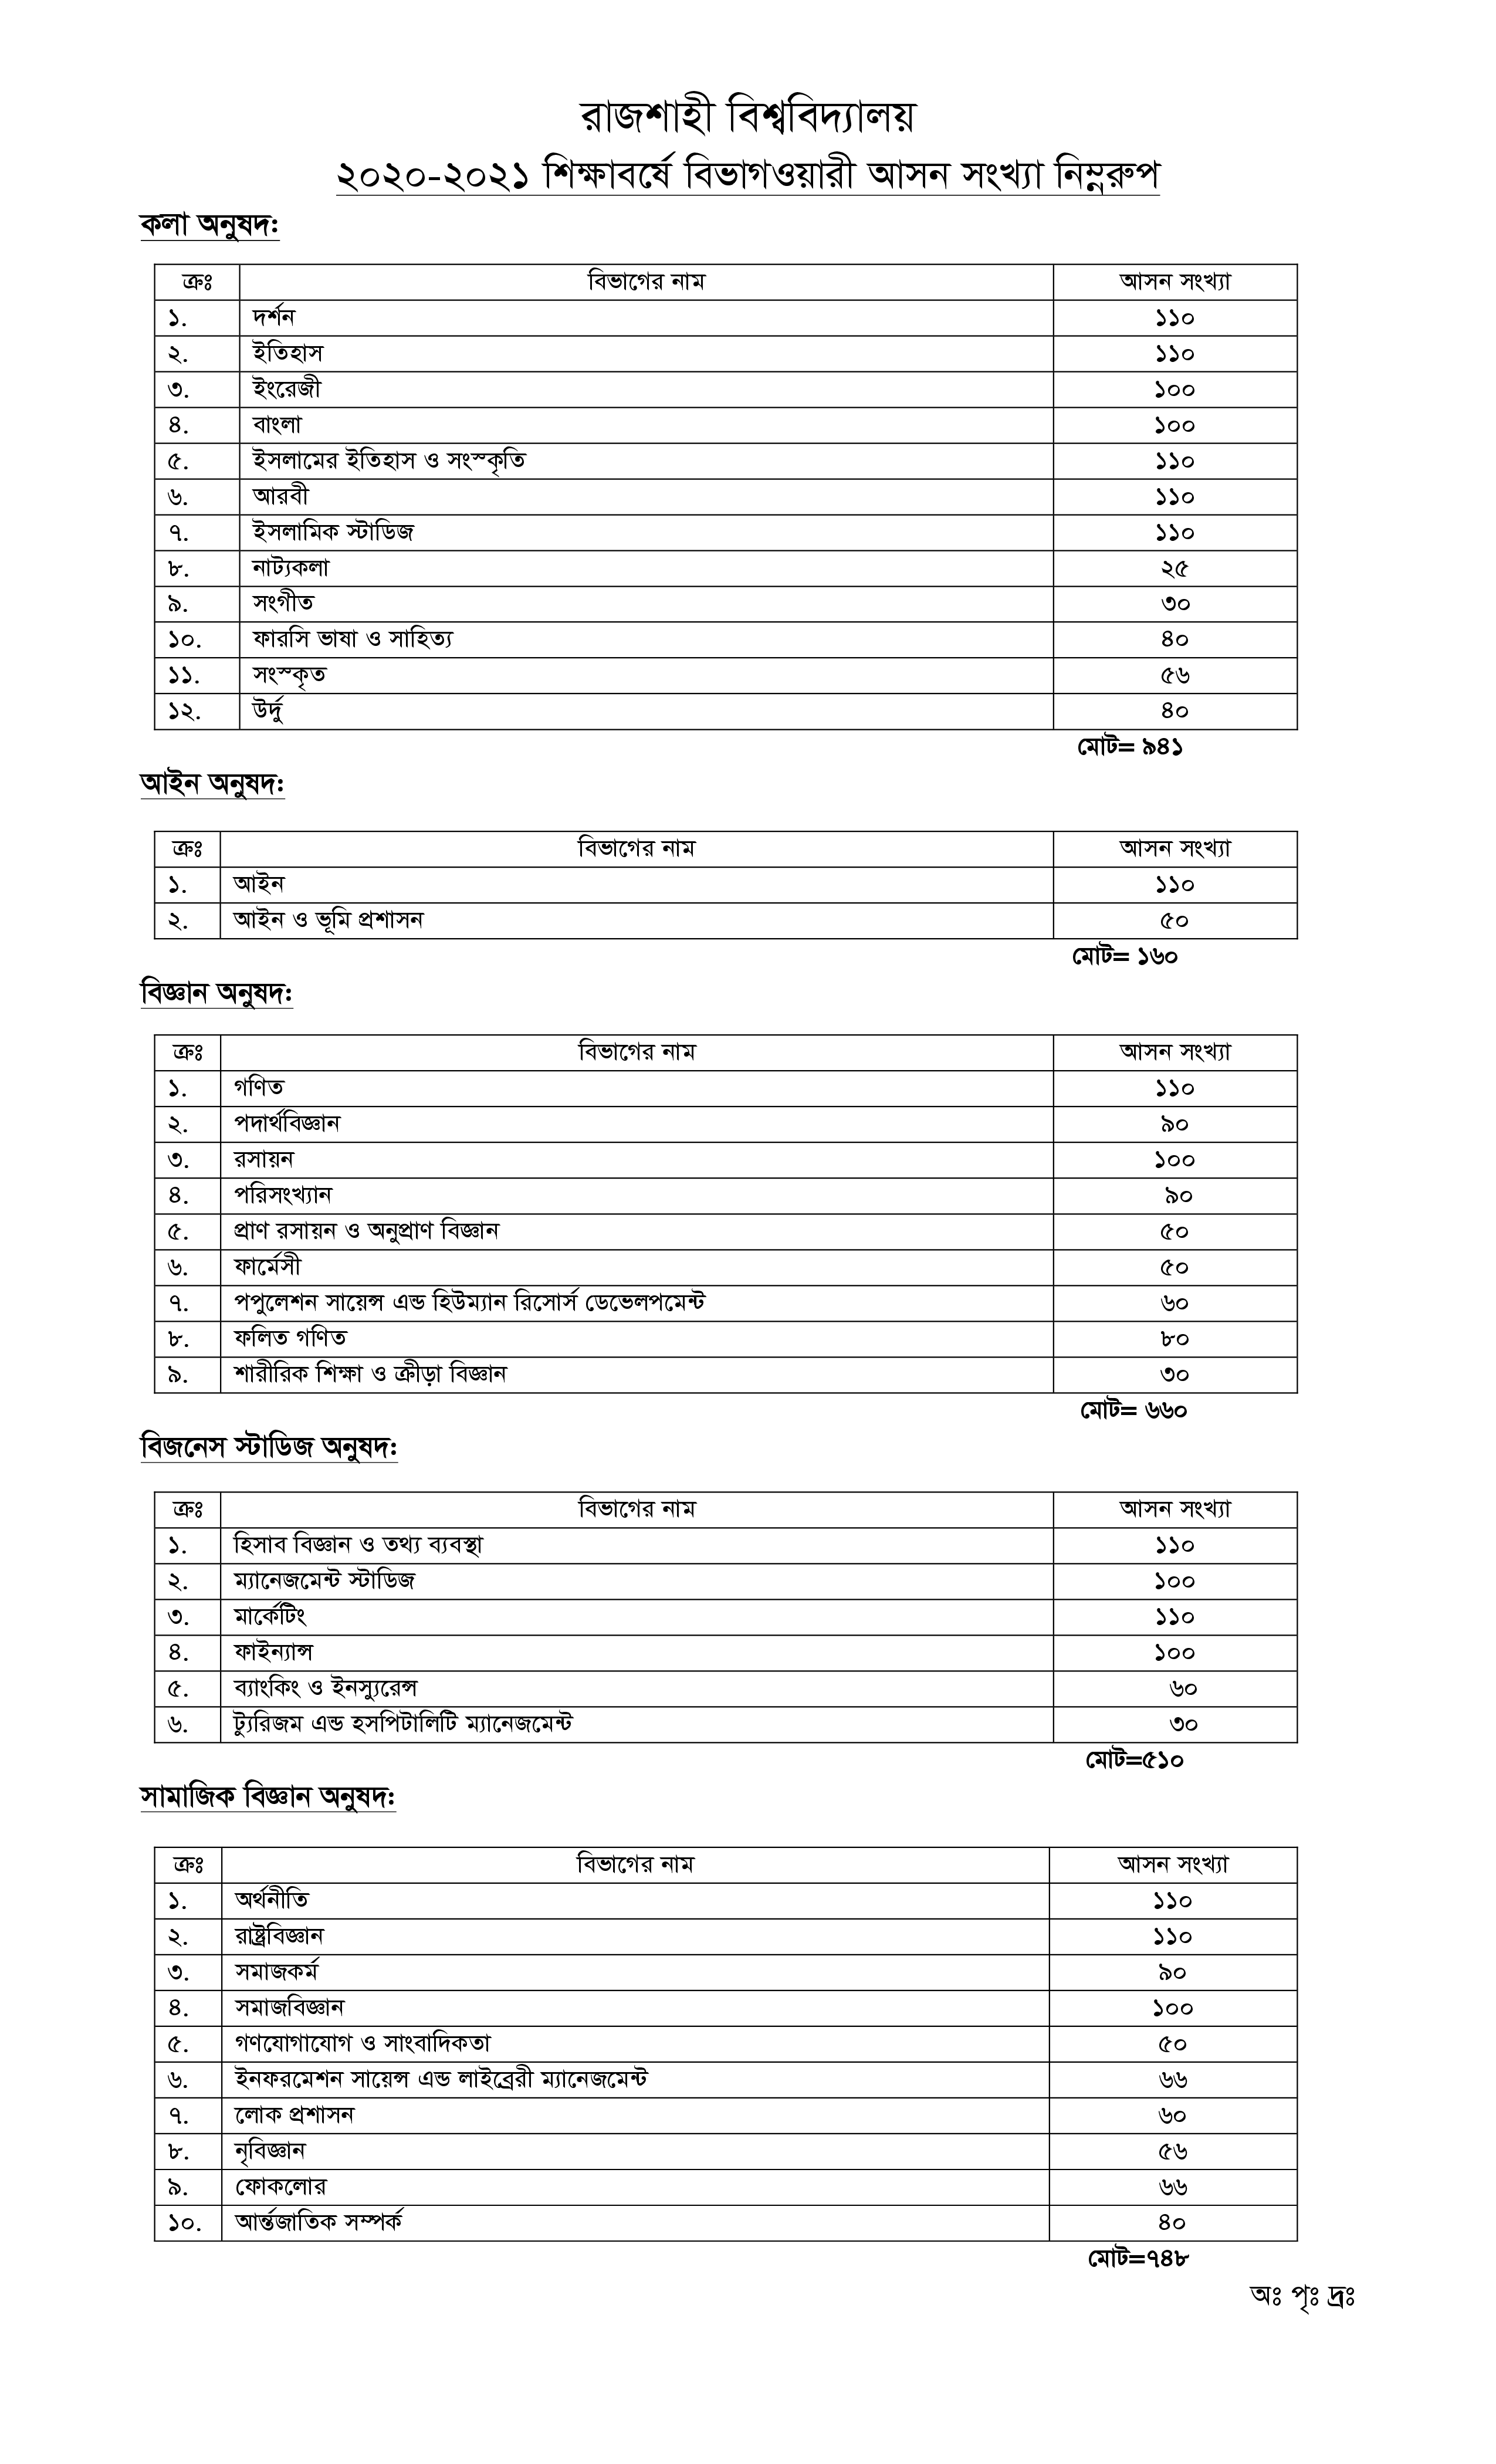 রাজশাহী বিশ্ববিদ্যালয়
২০২০-২০২১ শিক্ষাবর্ষে বিভাগওয়ারী আসন সংখ্যা নিম্নরুপ
কলা অনুষদ:
ক্রঃ বিভাগের নাম আসন সংখ্যা
১. দর্শন ১১০
২. ইতিহাস ১১০
৩. ইংরেজী ১০০
৪. বাংলা ১০০
৫. ইসলামের ইতিহাস ও সংস্কৃতি ১১০
৬. আরবী ১১০
৭. ইসলামিক স্টাডিজ ১১০
৮. নাট্যকলা ২৫
৯. সংগীত ৩০
১০. ফারসি ভাষা ও সাহিত্য ৪০
১১. সংস্কৃত ৫৬
১২. উর্দু ৪০
মোট= ৯৪১
আইন অনুষদ:
ক্রঃ বিভাগের নাম আসন সংখ্যা
১. আইন ১১০
২. আইন ও ভূমি প্রশাসন ৫০
মোট= ১৬০
বিজ্ঞান অনুষদ:
ক্রঃ বিভাগের নাম আসন সংখ্যা
১. গণিত ১১০
২. পদার্থবিজ্ঞান ৯০
৩. রসায়ন ১০০
৪. পরিসংখ্যান ৯০
৫. প্রাণ রসায়ন ও অনুপ্রাণ বিজ্ঞান ৫০
৬. ফার্মেসী ৫০
৭. পপুলেশন সায়েন্স এন্ড হিউম্যান রিসোর্স ডেভেলপমেন্ট ৬০
৮. ফলিত গণিত ৮০
৯. শারীরিক শিক্ষা ও ক্রীড়া বিজ্ঞান ৩০
মোট= ৬৬০
বিজনেস স্টাডিজ অনুষদ:
ক্রঃ বিভাগের নাম আসন সংখ্যা
১. হিসাব বিজ্ঞান ও তথ্য ব্যবস্থা ১১০
২. ম্যানেজমেন্ট স্টাডিজ ১০০
৩. মার্কেটিং ১১০
৪. ফাইন্যান্স ১০০
৫. ব্যাংকিং ও ইনস্যুরেন্স ৬০
৬. ট্যুরিজম এন্ড হসপিটালিটি ম্যানেজমেন্ট ৩০
মোট=৫১০
সামাজিক বিজ্ঞান অনুষদ:
ক্রঃ বিভাগের নাম আসন সংখ্যা
১. অর্থনীতি ১১০
২. রাষ্ট্রবিজ্ঞান ১১০
৩. সমাজকর্ম ৯০
৪. সমাজবিজ্ঞান ১০০
৫. গণযোগাযোগ ও সাংবাদিকতা ৫০
৬. ইনফরমেশন সায়েন্স এন্ড লাইব্রেরী ম্যানেজমেন্ট ৬৬
৭. লোক প্রশাসন ৬০
৮. নৃবিজ্ঞান ৫৬
৯. ফোকলোর ৬৬
১০. আর্ন্তজাতিক সম্পর্ক ৪০
মোট=৭৪৮
অঃ পৃঃ দ্রঃ